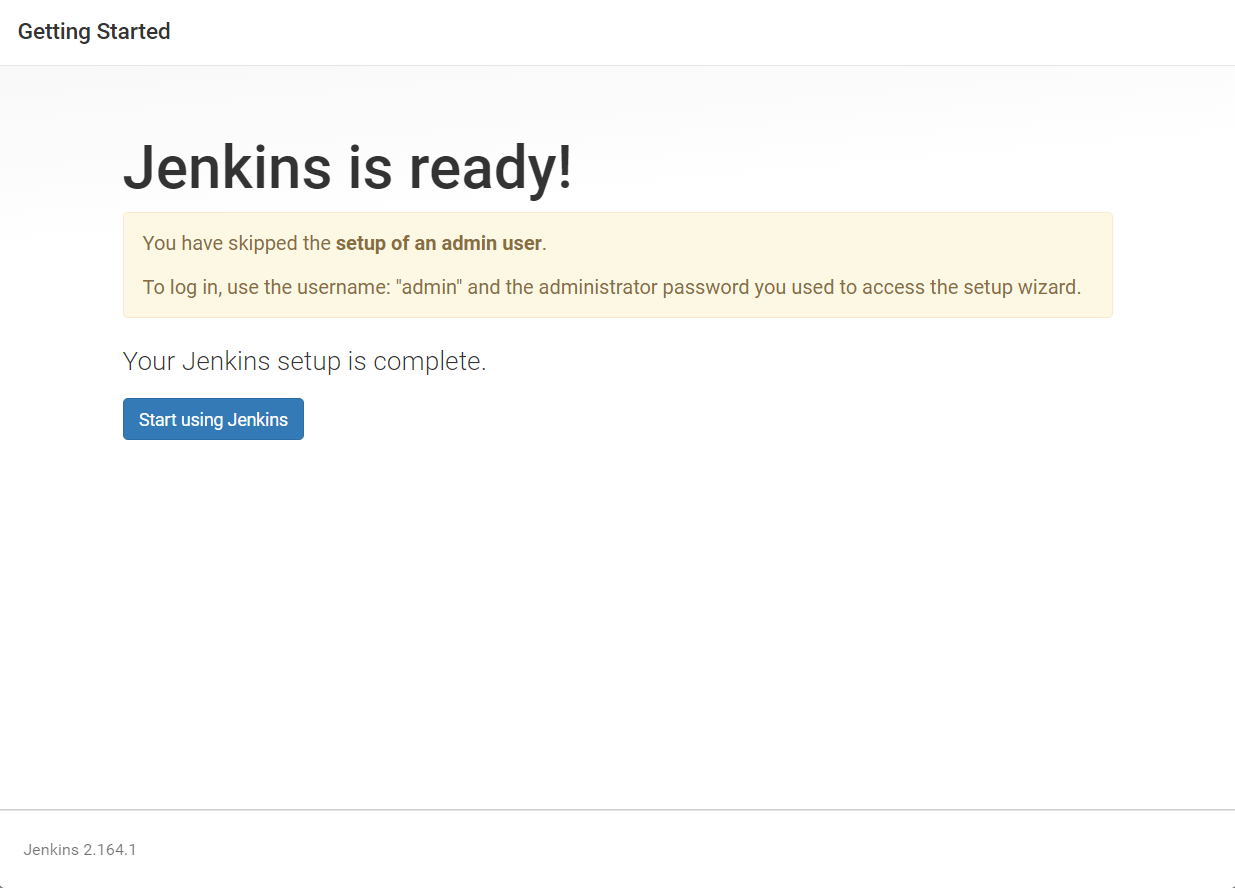 Getting Started
Jenkins is ready!
You have skipped the setup of an admin user.
To log in, use the username: "admin" and the administrator password you used to access the setup wizard.
Your Jenkins setup is complete.
Start using Jenkins
Jenkins 2.164.1